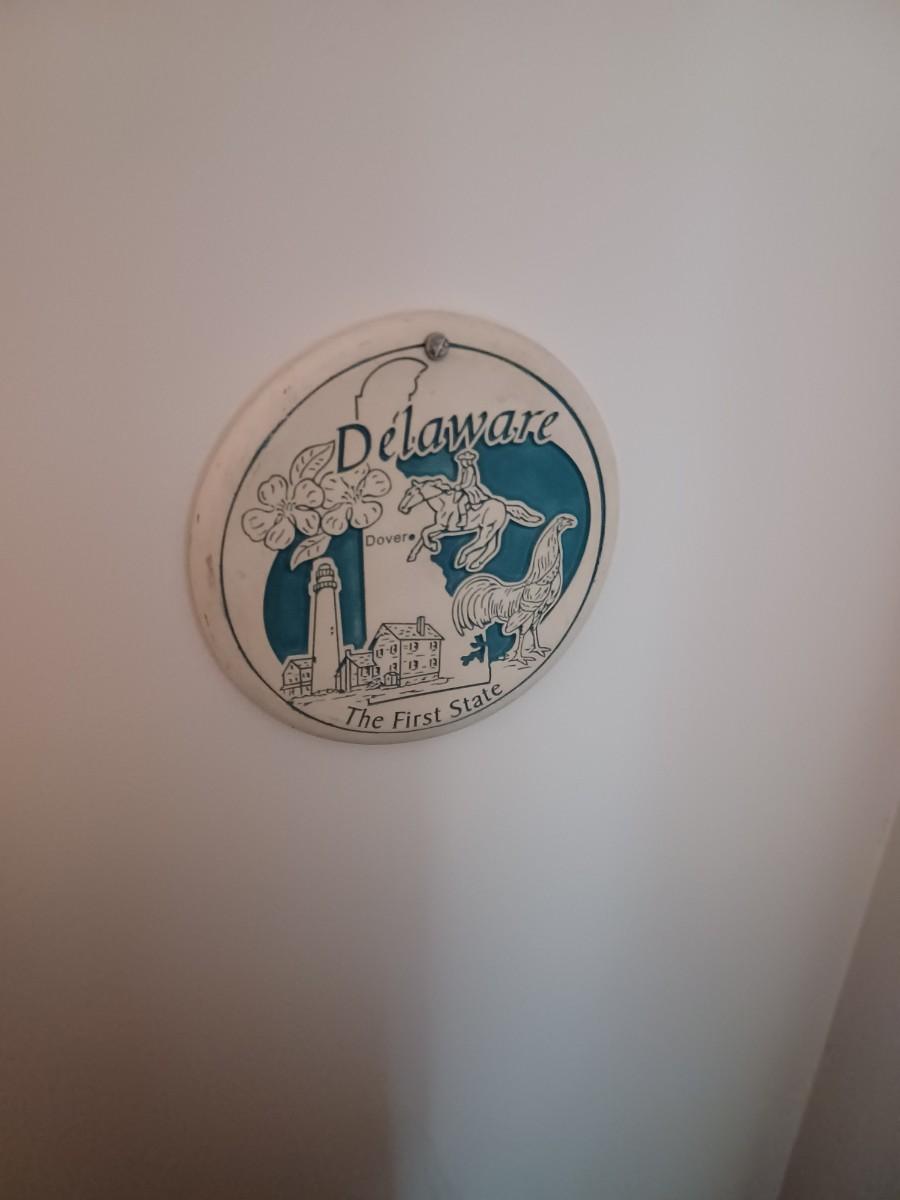 Delaware
Dover
The First State